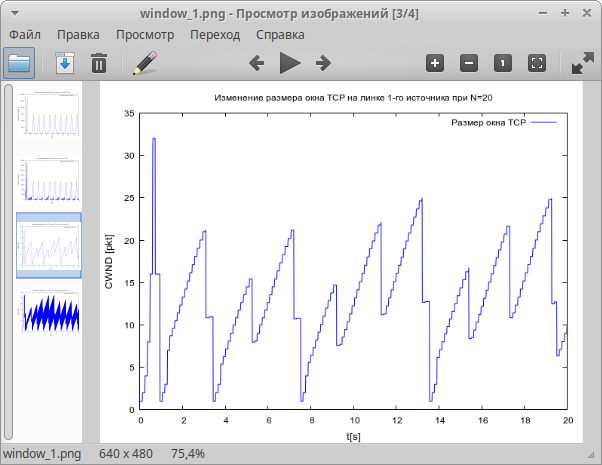 window_1.png - Просмотр изображений [3/4]
Файл Правка Просмотр Переход Справка
1
Изменение размера окна TCP на линке 1-го источника при N=20
Размер окна TCP
35
30
25
20
15
10
5
0
CWND [pkt]
0 2 4 6 8 10 12 14 16 18 20
t[s]
window_1.png 640 x 480 75,4%